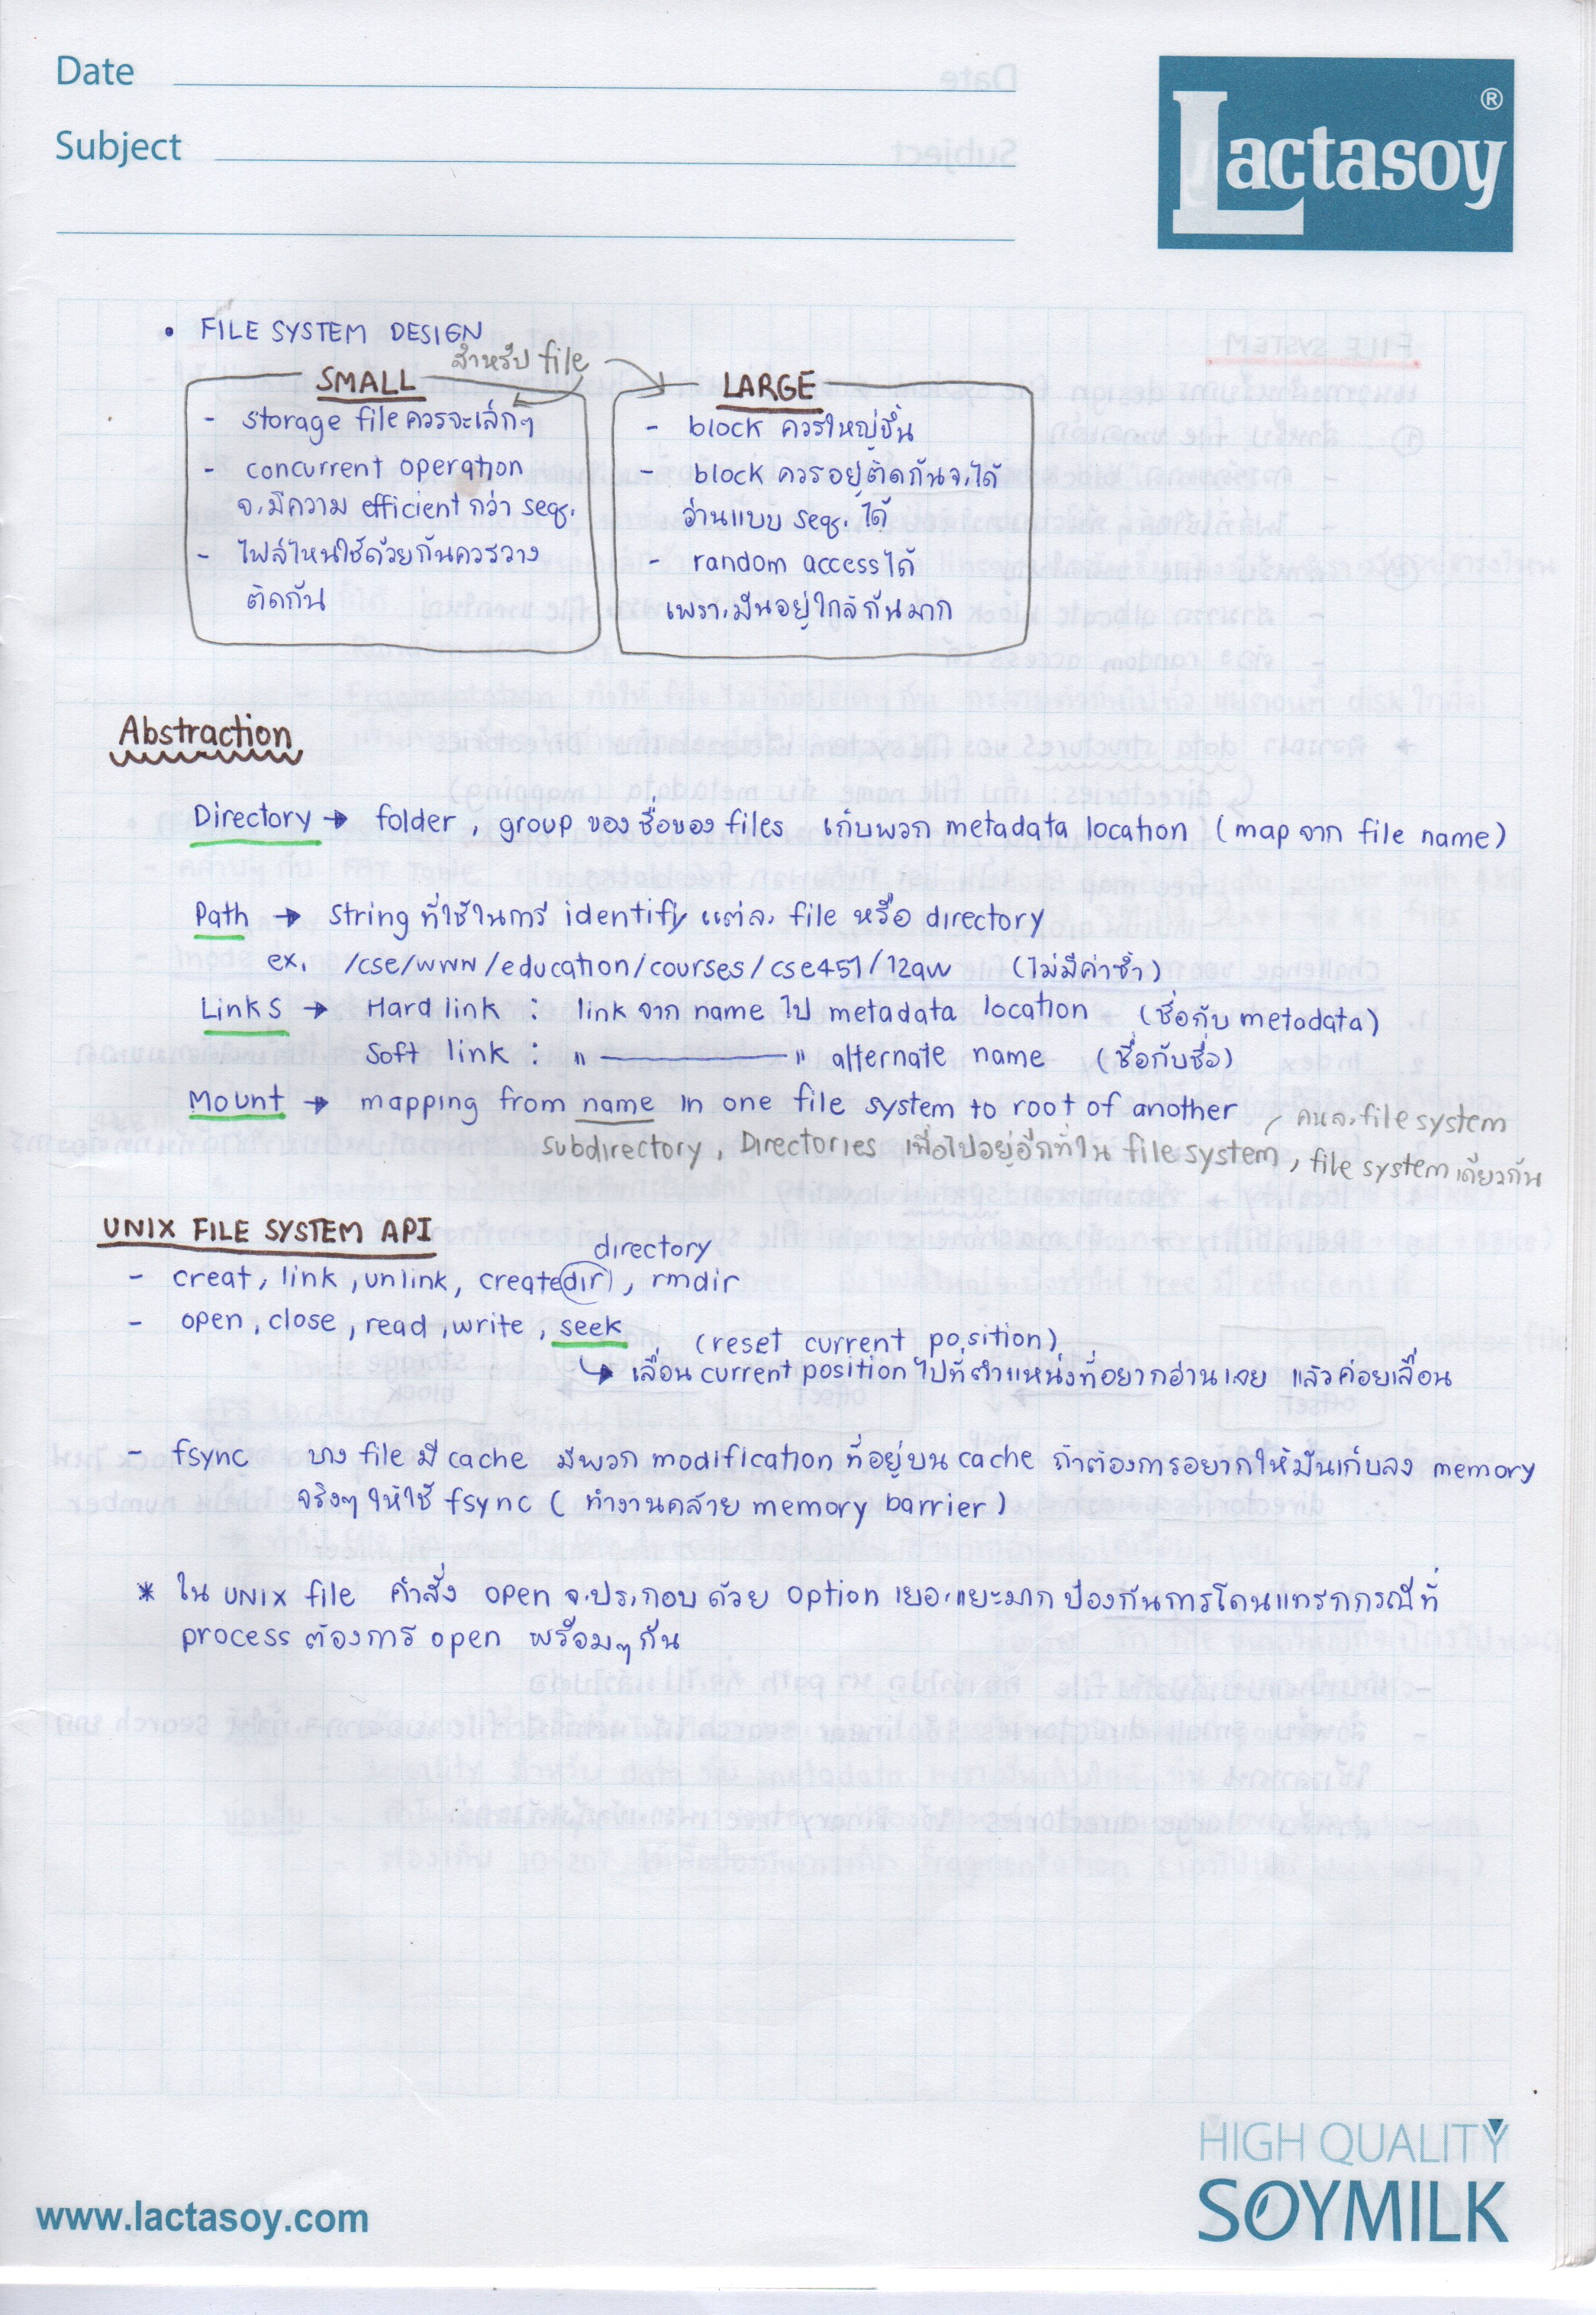 Date
Subject
Lactasoy ®
• FILE SYSTEM DESIGN
สำหรับ file
SMALL
- storage file ควรจะเล็กๆ
- concurrent operation
จะมีความ efficient กว่า seq.
- ไฟล์ไหนใช้ด้วยกันควรวาง
ติดกัน
LARGE
- block ควรใหญ่ขึ้น
- block ควรอยู่ติดกันจะได้
อ่านแบบ seq. ได้
- random access ได้
เพราะมันอยู่ใกล้กันมาก
Abstraction
Directory → folder , group ของชื่อของ files เก็บพวก metadata location (map จาก file name)
Path → String ที่ใช้ในการ identify แต่ละ file หรือ directory
ex. /cse/www/education/courses/cse451/12aw (ไม่มีค่าซ้ำ)
Links → Hard link : link จาก name ไป metadata location (ชื่อกับ metadata)
Soft link : " ———— " alternate name (ชื่อกับชื่อ)
Mount → mapping from name in one file system to root of another
คนละ file system
subdirectory , Directories เพื่อไปอยู่อีกที่ใน file system , file system เดียวกัน
UNIX FILE SYSTEM API
directory
- creat, link , unlink, createdir , rmdir
- open , close , read , write , seek (reset current position)
↳ เลื่อน current position ไปที่ตำแหน่งที่อยากอ่านเลย แล้วค่อยเลื่อน
- fsync บาง file มี cache มีพวก modification ที่อยู่บน cache ถ้าต้องการอยากให้มันเก็บลง memory
จริงๆ ให้ใช้ fsync ( ทำงานคล้าย memory barrier )
* ใน UNIX file คำสั่ง open จะประกอบด้วย option เยอะแยะมาก ป้องกันการโดนแทรกกรณีที่
process ต้องการ open พร้อมๆ กัน
HIGH QUALITY
SOYMILK
www.lactasoy.com